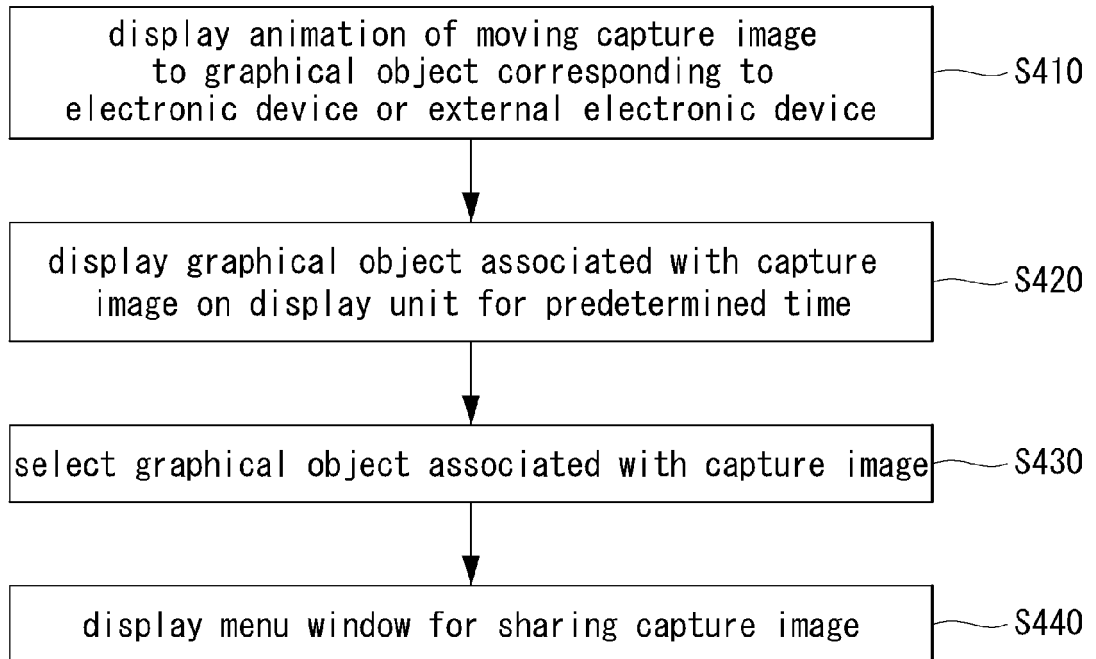 display animation of moving capture image
to graphical object corresponding to
electronic device or external electronic device
S410
display graphical object associated with capture
image on display unit for predetermined time
S420
select graphical object associated with capture image
S430
display menu window for sharing capture image
S440